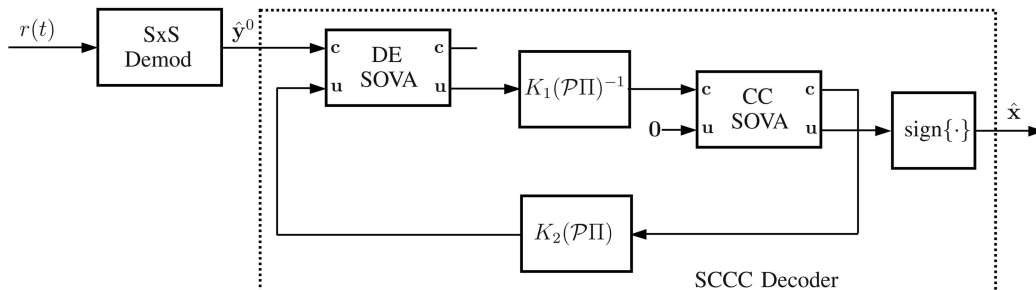 r(t)
SxS
Demod
ŷ⁰
c
u
DE
SOVA
c
u
K₁(𝒫Π)⁻¹
0
c
u
CC
SOVA
c
u
sign{·}
x̂
K₂(𝒫Π)
SCCC Decoder